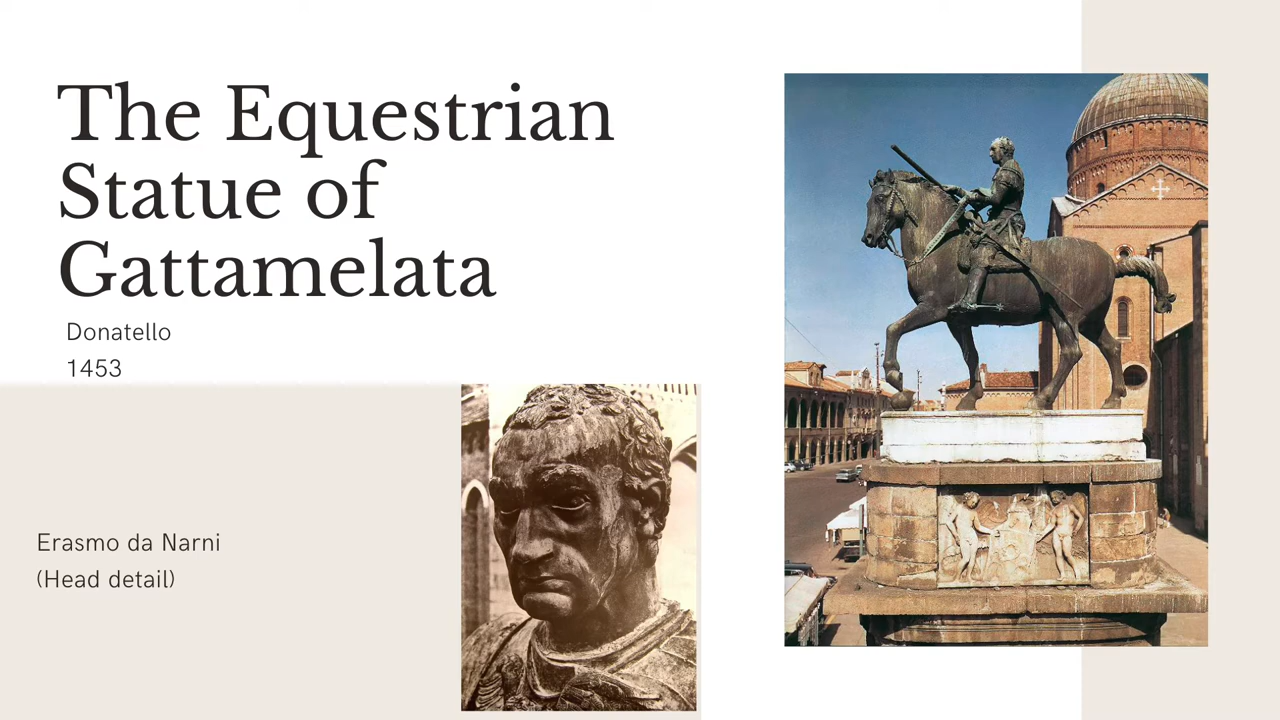 The Equestrian
Statue of
Gattamelata
Donatello
1453
Erasmo da Narni
(Head detail)